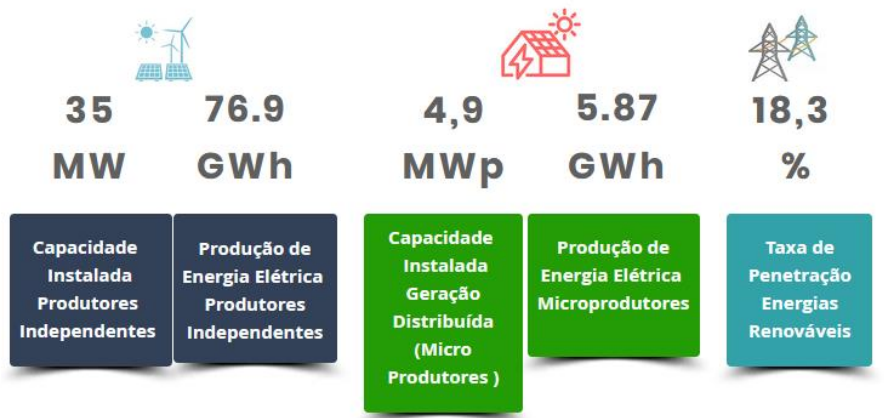 35
MW
76.9
GWh
4,9
MWp
5.87
GWh
18,3
%
Capacidade
Instalada
Produtores
Independentes
Produção de
Energia Elétrica
Produtores
Independentes
Capacidade
Instalada
Geração
Distribuída
(Micro
Produtores )
Produção de
Energia Elétrica
Microprodutores
Taxa de
Penetração
Energias
Renováveis